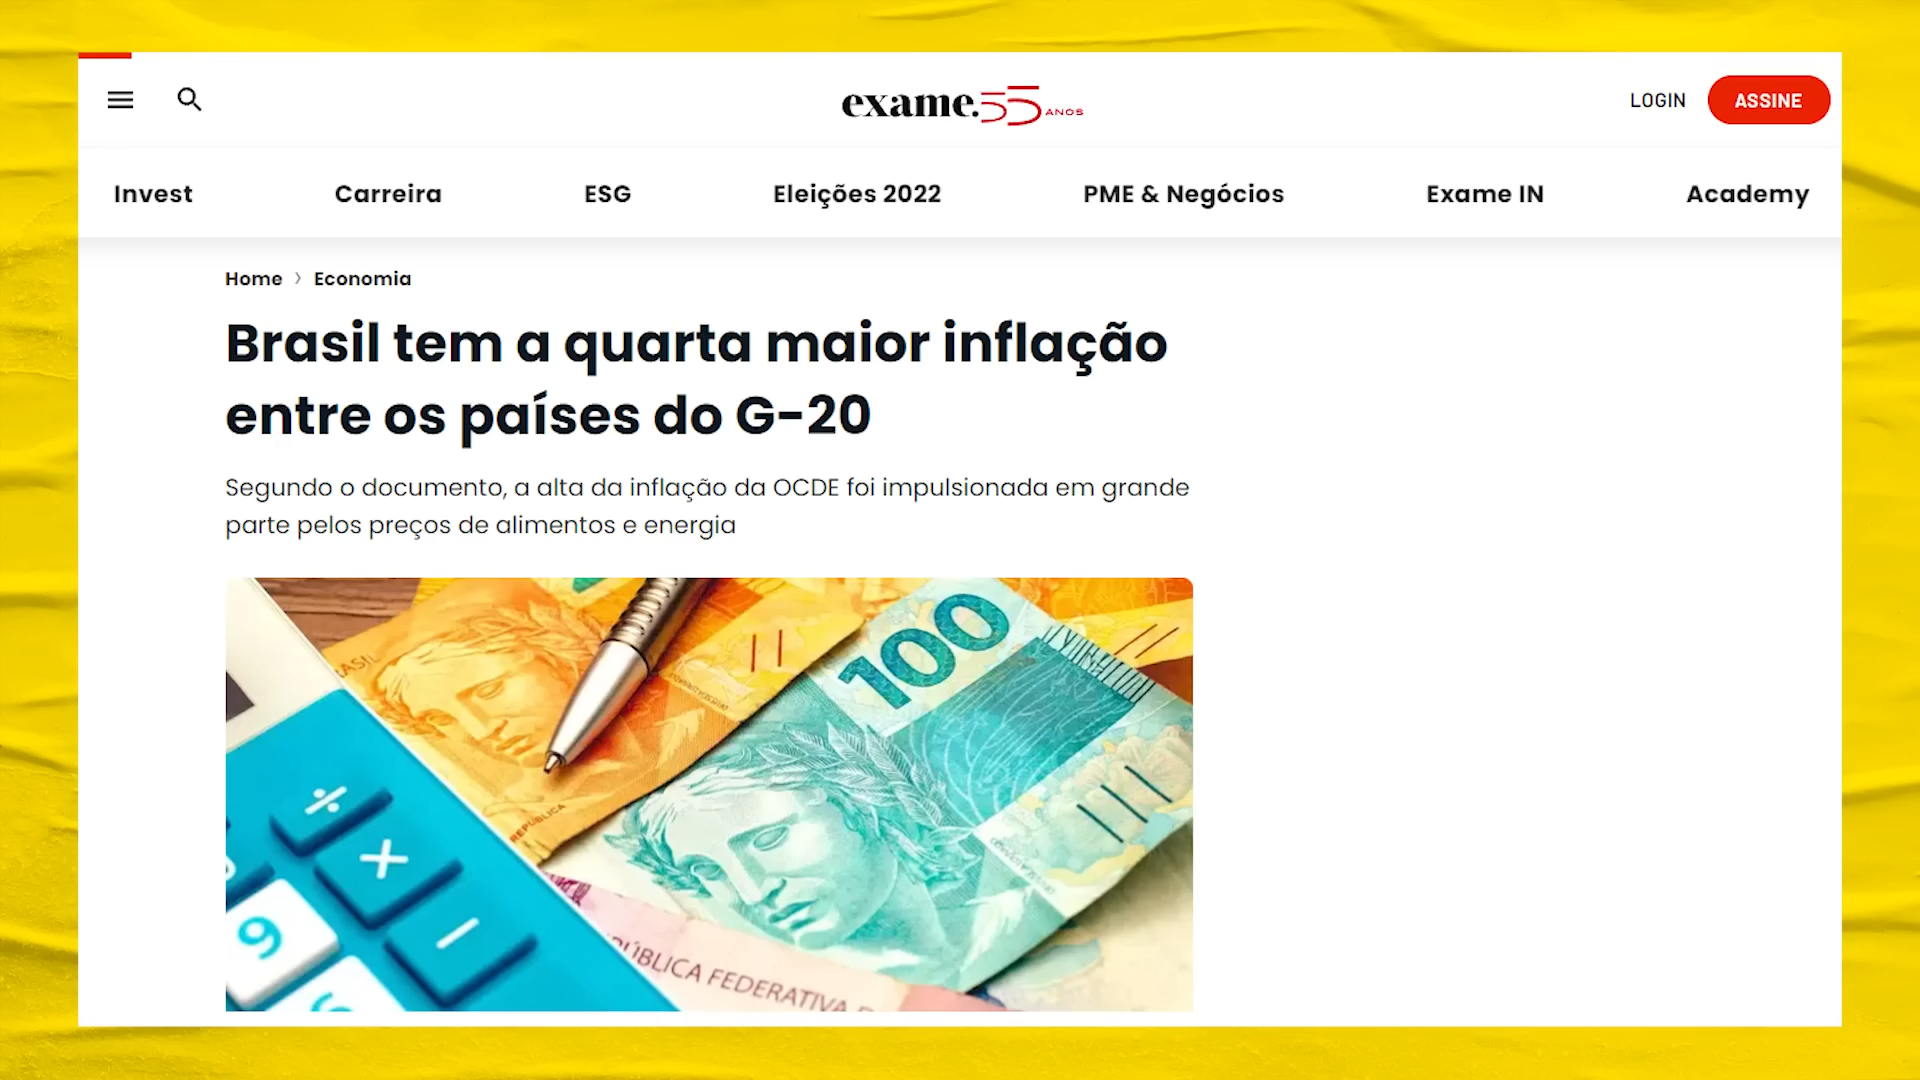 exame.55 ANOS
LOGIN
ASSINE
Invest
Carreira
ESG
Eleições 2022
PME & Negócios
Exame IN
Academy
Home › Economia
Brasil tem a quarta maior inflação
entre os países do G-20
Segundo o documento, a alta da inflação da OCDE foi impulsionada em grande
parte pelos preços de alimentos e energia
100
÷
×
−
9
REPÚBLICA
PÚBLICA FEDERATIVA